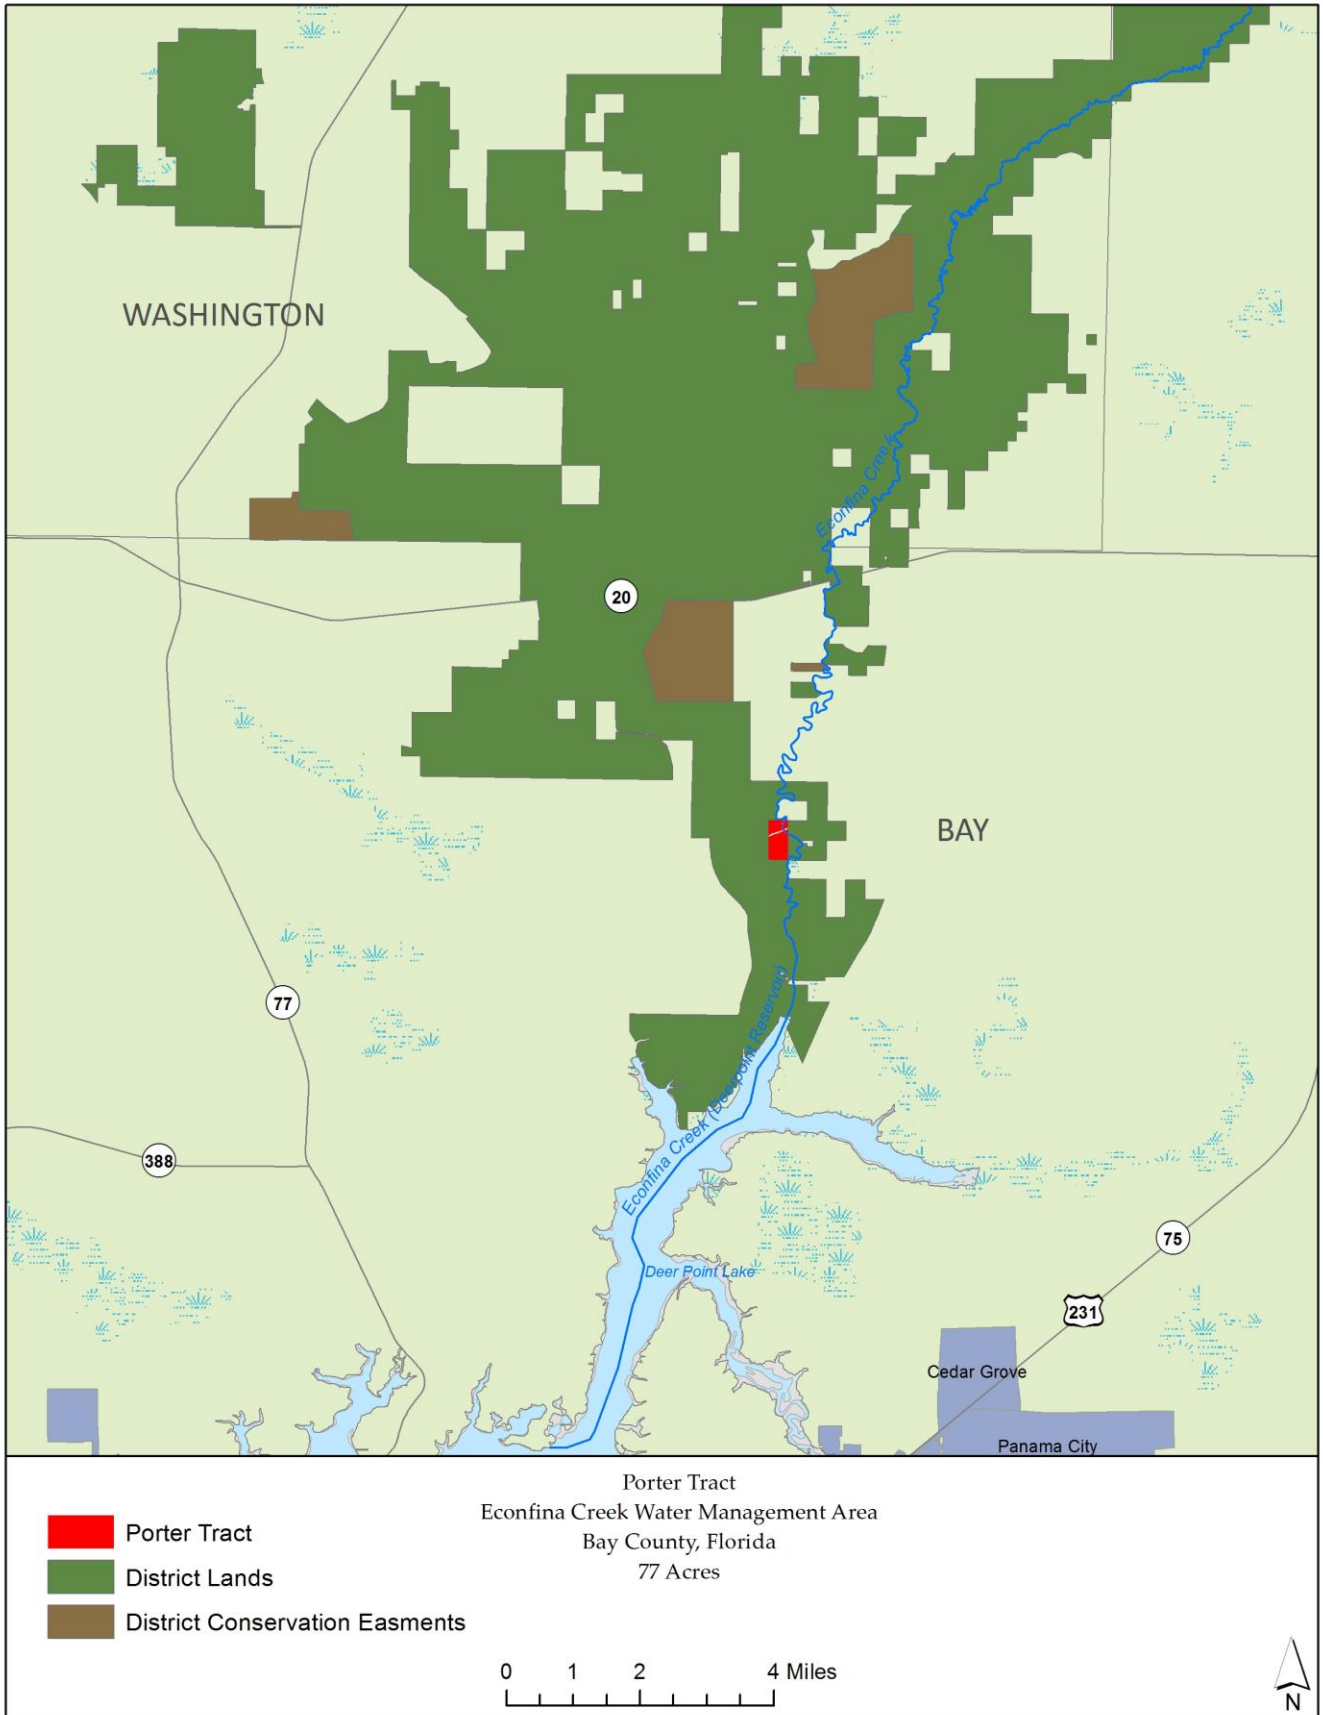 WASHINGTON
Econfina Creek
20
BAY
77
Econfina Creek (Deerpoint Reservoir)
388
75
Deer Point Lake
231
Cedar Grove
Panama City
Porter Tract
Econfina Creek Water Management Area
Bay County, Florida
77 Acres
Porter Tract
District Lands
District Conservation Easments
0 1 2 4 Miles
N